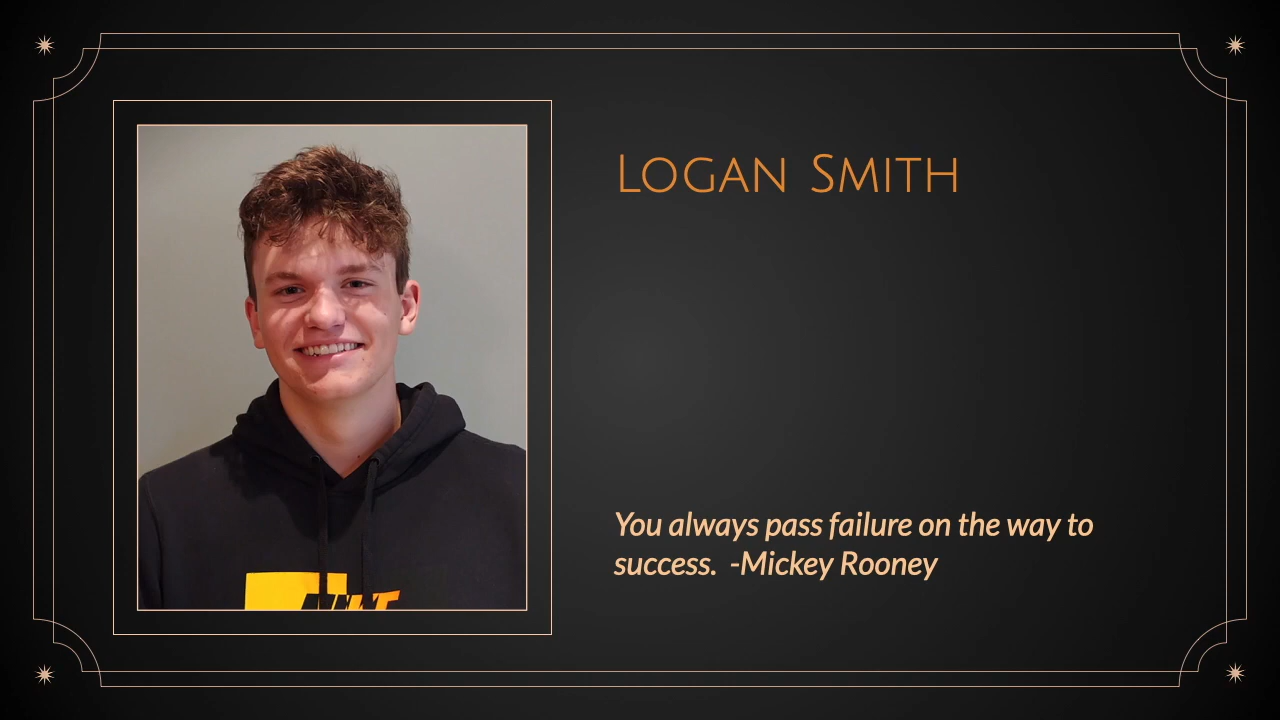 Logan Smith
You always pass failure on the way to
success. -Mickey Rooney